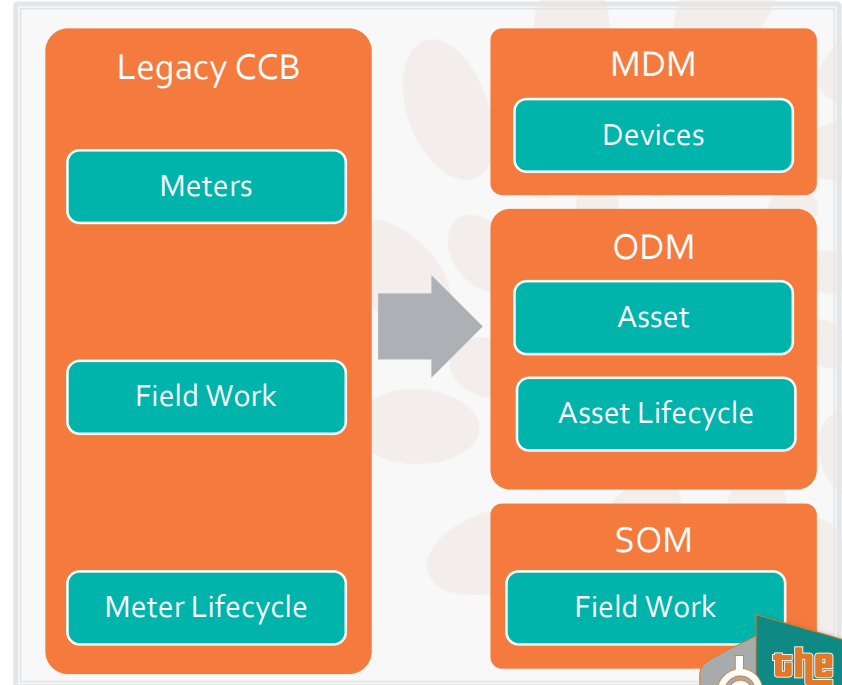 Legacy CCB
Meters
Field Work
Meter Lifecycle
MDM
Devices
ODM
Asset
Asset Lifecycle
SOM
Field Work
the